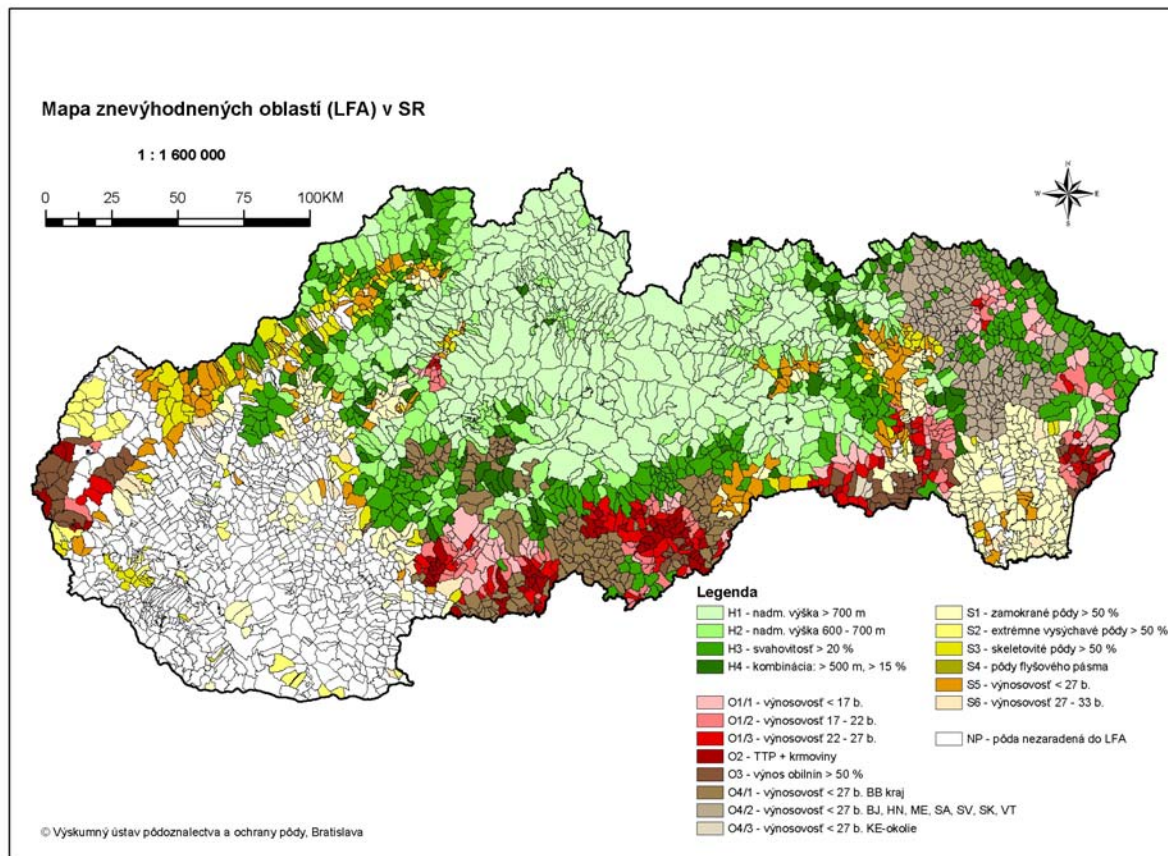 Mapa znevýhodnených oblastí (LFA) v SR
1 : 1 600 000
0 25 50 75 100KM
N
W E
S
Legenda
H1 - nadm. výška > 700 m
H2 - nadm. výška 600 - 700 m
H3 - svahovitosť > 20 %
H4 - kombinácia: > 500 m, > 15 %
O1/1 - výnosovosť < 17 b.
O1/2 - výnosovosť 17 - 22 b.
O1/3 - výnosovosť 22 - 27 b.
O2 - TTP + krmoviny
O3 - výnos obilnín > 50 %
O4/1 - výnosovosť < 27 b. BB kraj
O4/2 - výnosovosť < 27 b. BJ, HN, ME, SA, SV, SK, VT
O4/3 - výnosovosť < 27 b. KE-okolie
S1 - zamokrané pôdy > 50 %
S2 - extrémne vysýchavé pôdy > 50 %
S3 - skeletovité pôdy > 50 %
S4 - pôdy flyšového pásma
S5 - výnosovosť < 27 b.
S6 - výnosovosť 27 - 33 b.
NP - pôda nezaradená do LFA
© Výskumný ústav pôdoznalectva a ochrany pôdy, Bratislava